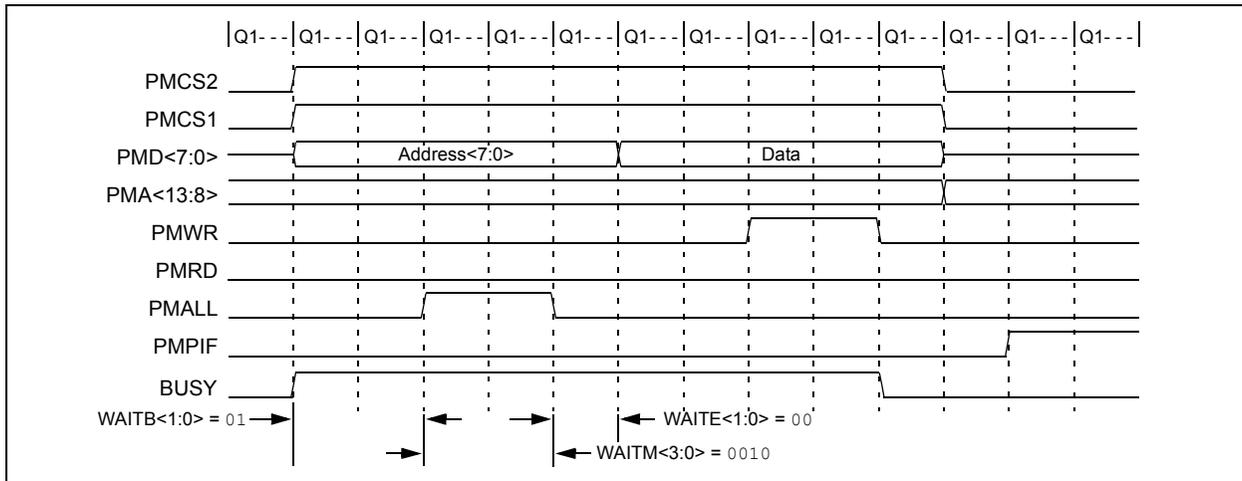 Q1- - - Q1- - - Q1- - - Q1- - - Q1- - - Q1- - - Q1- - - Q1- - - Q1- - - Q1- - - Q1- - - Q1- - - Q1- - - Q1- - -
PMCS2
PMCS1
PMD<7:0> Address<7:0> Data
PMA<13:8>
PMWR
PMRD
PMALL
PMPIF
BUSY
WAITB<1:0> = 01 WAITE<1:0> = 00
WAITM<3:0> = 0010